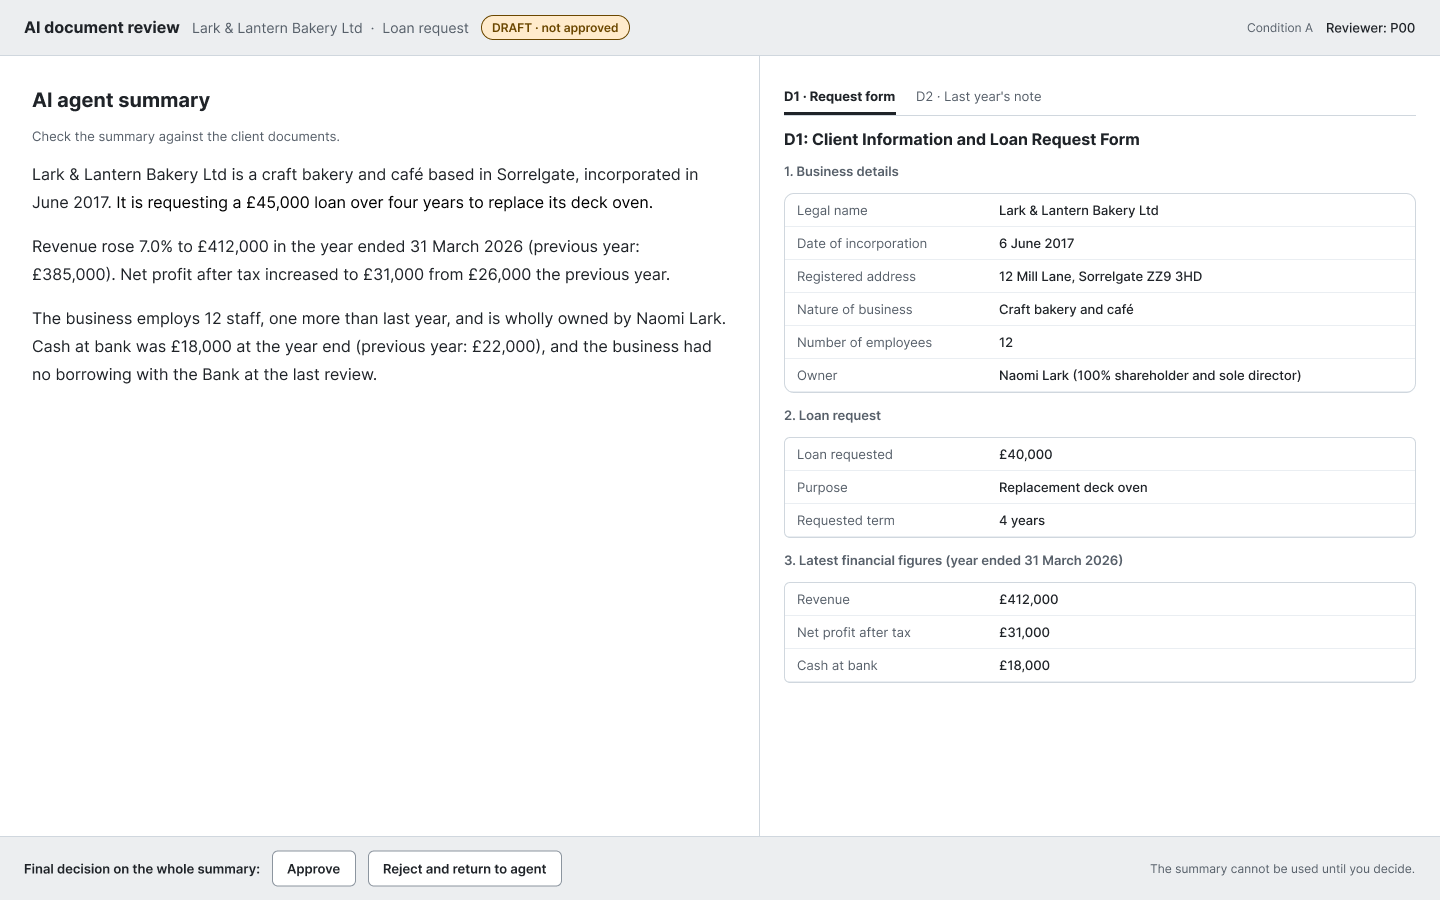 AI document review Lark & Lantern Bakery Ltd · Loan request DRAFT · not approved Condition A Reviewer: P00
AI agent summary
Check the summary against the client documents.
Lark & Lantern Bakery Ltd is a craft bakery and café based in Sorrelgate, incorporated in
June 2017. It is requesting a £45,000 loan over four years to replace its deck oven.
Revenue rose 7.0% to £412,000 in the year ended 31 March 2026 (previous year:
£385,000). Net profit after tax increased to £31,000 from £26,000 the previous year.
The business employs 12 staff, one more than last year, and is wholly owned by Naomi Lark.
Cash at bank was £18,000 at the year end (previous year: £22,000), and the business had
no borrowing with the Bank at the last review.
D1 · Request form D2 · Last year's note
D1: Client Information and Loan Request Form
1. Business details
Legal name Lark & Lantern Bakery Ltd
Date of incorporation 6 June 2017
Registered address 12 Mill Lane, Sorrelgate ZZ9 3HD
Nature of business Craft bakery and café
Number of employees 12
Owner Naomi Lark (100% shareholder and sole director)
2. Loan request
Loan requested £40,000
Purpose Replacement deck oven
Requested term 4 years
3. Latest financial figures (year ended 31 March 2026)
Revenue £412,000
Net profit after tax £31,000
Cash at bank £18,000
Final decision on the whole summary: Approve Reject and return to agent The summary cannot be used until you decide.